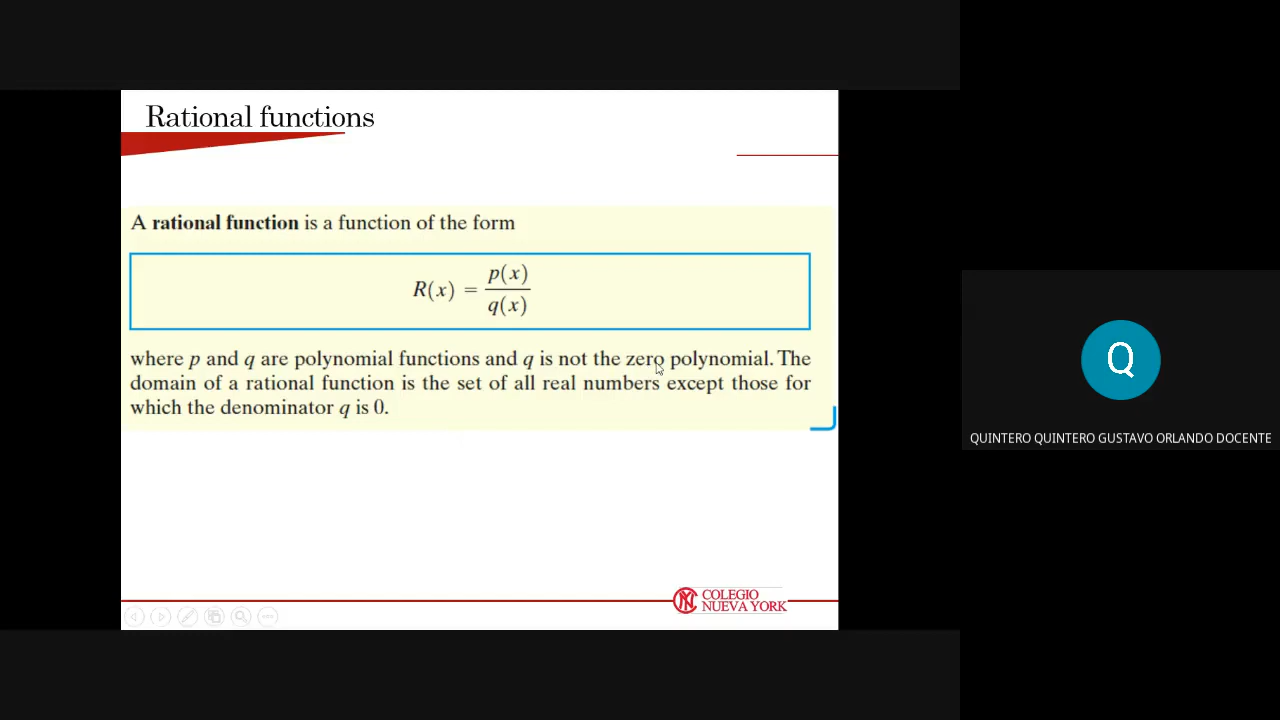 Rational functions
A rational function is a function of the form
R(x) = p(x)/q(x)
where p and q are polynomial functions and q is not the zero polynomial. The
domain of a rational function is the set of all real numbers except those for
which the denominator q is 0.
COLEGIO
NUEVA YORK
Q
QUINTERO QUINTERO GUSTAVO ORLANDO DOCENTE